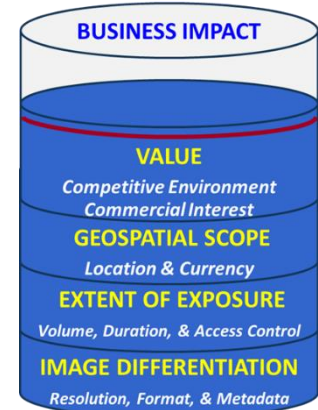 BUSINESS IMPACT
VALUE
Competitive Environment
Commercial Interest
GEOSPATIAL SCOPE
Location & Currency
EXTENT OF EXPOSURE
Volume, Duration, & Access Control
IMAGE DIFFERENTIATION
Resolution, Format, & Metadata